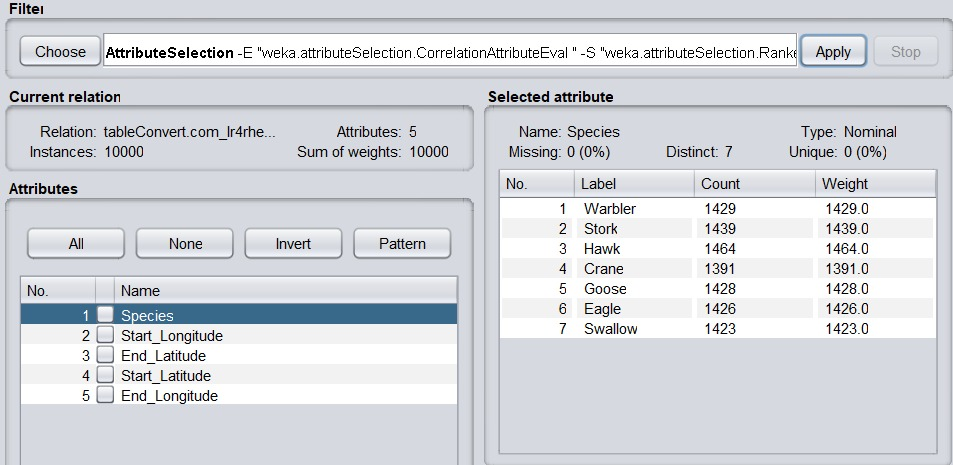 Filter
Choose AttributeSelection -E "weka.attributeSelection.CorrelationAttributeEval " -S "weka.attributeSelection.Ranke Apply Stop
Current relation
Relation: tableConvert.com_lr4rhe... Attributes: 5
Instances: 10000 Sum of weights: 10000
Attributes
All None Invert Pattern
No. Name
1 Species
2 Start_Longitude
3 End_Latitude
4 Start_Latitude
5 End_Longitude
Selected attribute
Name: Species Type: Nominal
Missing: 0 (0%) Distinct: 7 Unique: 0 (0%)
No. Label Count Weight
1 Warbler 1429 1429.0
2 Stork 1439 1439.0
3 Hawk 1464 1464.0
4 Crane 1391 1391.0
5 Goose 1428 1428.0
6 Eagle 1426 1426.0
7 Swallow 1423 1423.0